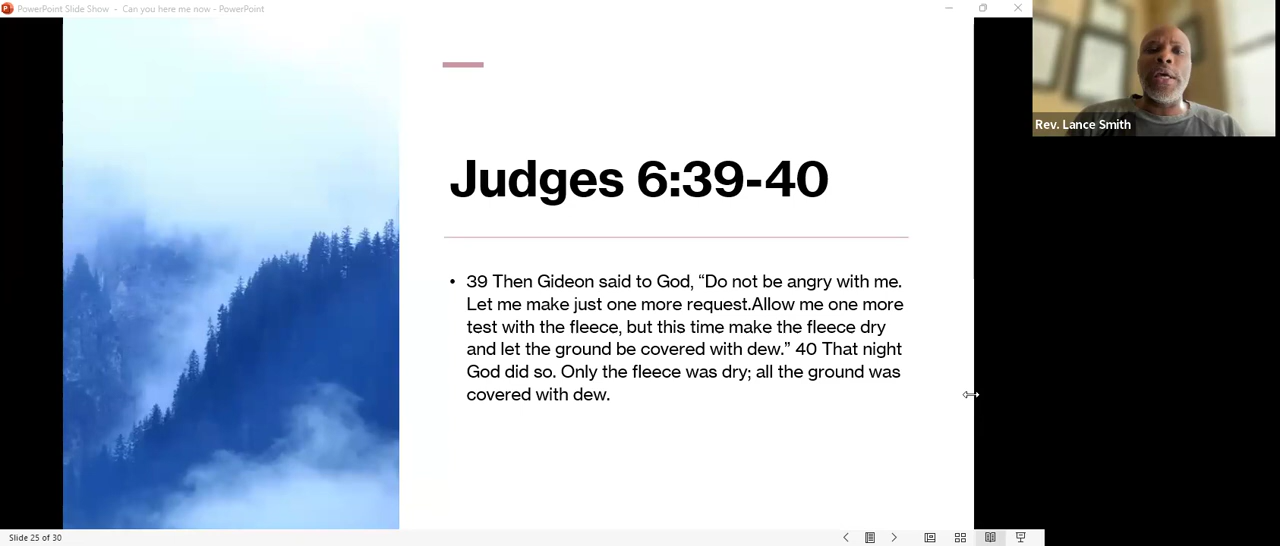 PowerPoint Slide Show - Can you here me now - PowerPoint
Rev. Lance Smith
Judges 6:39-40
• 39 Then Gideon said to God, “Do not be angry with me.
Let me make just one more request.Allow me one more
test with the fleece, but this time make the fleece dry
and let the ground be covered with dew.” 40 That night
God did so. Only the fleece was dry; all the ground was
covered with dew.
Slide 25 of 30